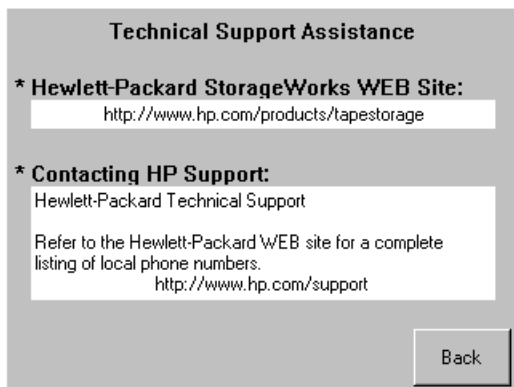 Technical Support Assistance
* Hewlett-Packard StorageWorks WEB Site:
http://www.hp.com/products/tapestorage
* Contacting HP Support:
Hewlett-Packard Technical Support
Refer to the Hewlett-Packard WEB site for a complete
listing of local phone numbers.
http://www.hp.com/support
Back